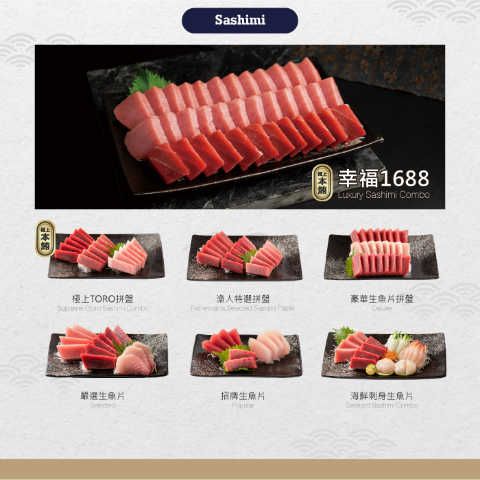 Sashimi
極上
本鮪
幸福1688
Luxury Sashimi Combo
極上
本鮪
極上TORO拼盤
漁人特選拼盤
豪華生魚片拼盤
Supreme Otoro Sashimi Combo
Fisherman's Selected Sashimi Platter
Deluxe
嚴選生魚片
招牌生魚片
海鮮刺身生魚片
Selected
Popular
Seafood Sashimi Combo